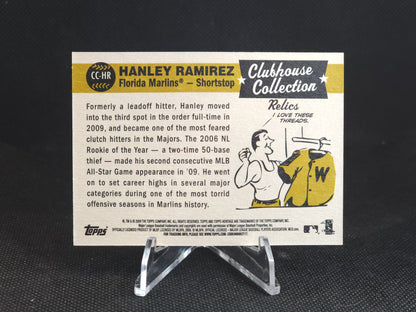 CC-HR
HANLEY RAMIREZ
Florida Marlins® — Shortstop
Clubhouse
Collection
Relics
I LOVE THESE
THREADS.
W
Formerly a leadoff hitter, Hanley moved
into the third spot in the order full-time in
2009, and became one of the most feared
clutch hitters in the Majors. The 2006 NL
Rookie of the Year — a two-time 50-base
thief — made his second consecutive MLB
All-Star Game appearance in '09. He went
on to set career highs in several major
categories during one of the most torrid
offensive seasons in Marlins history.
Topps